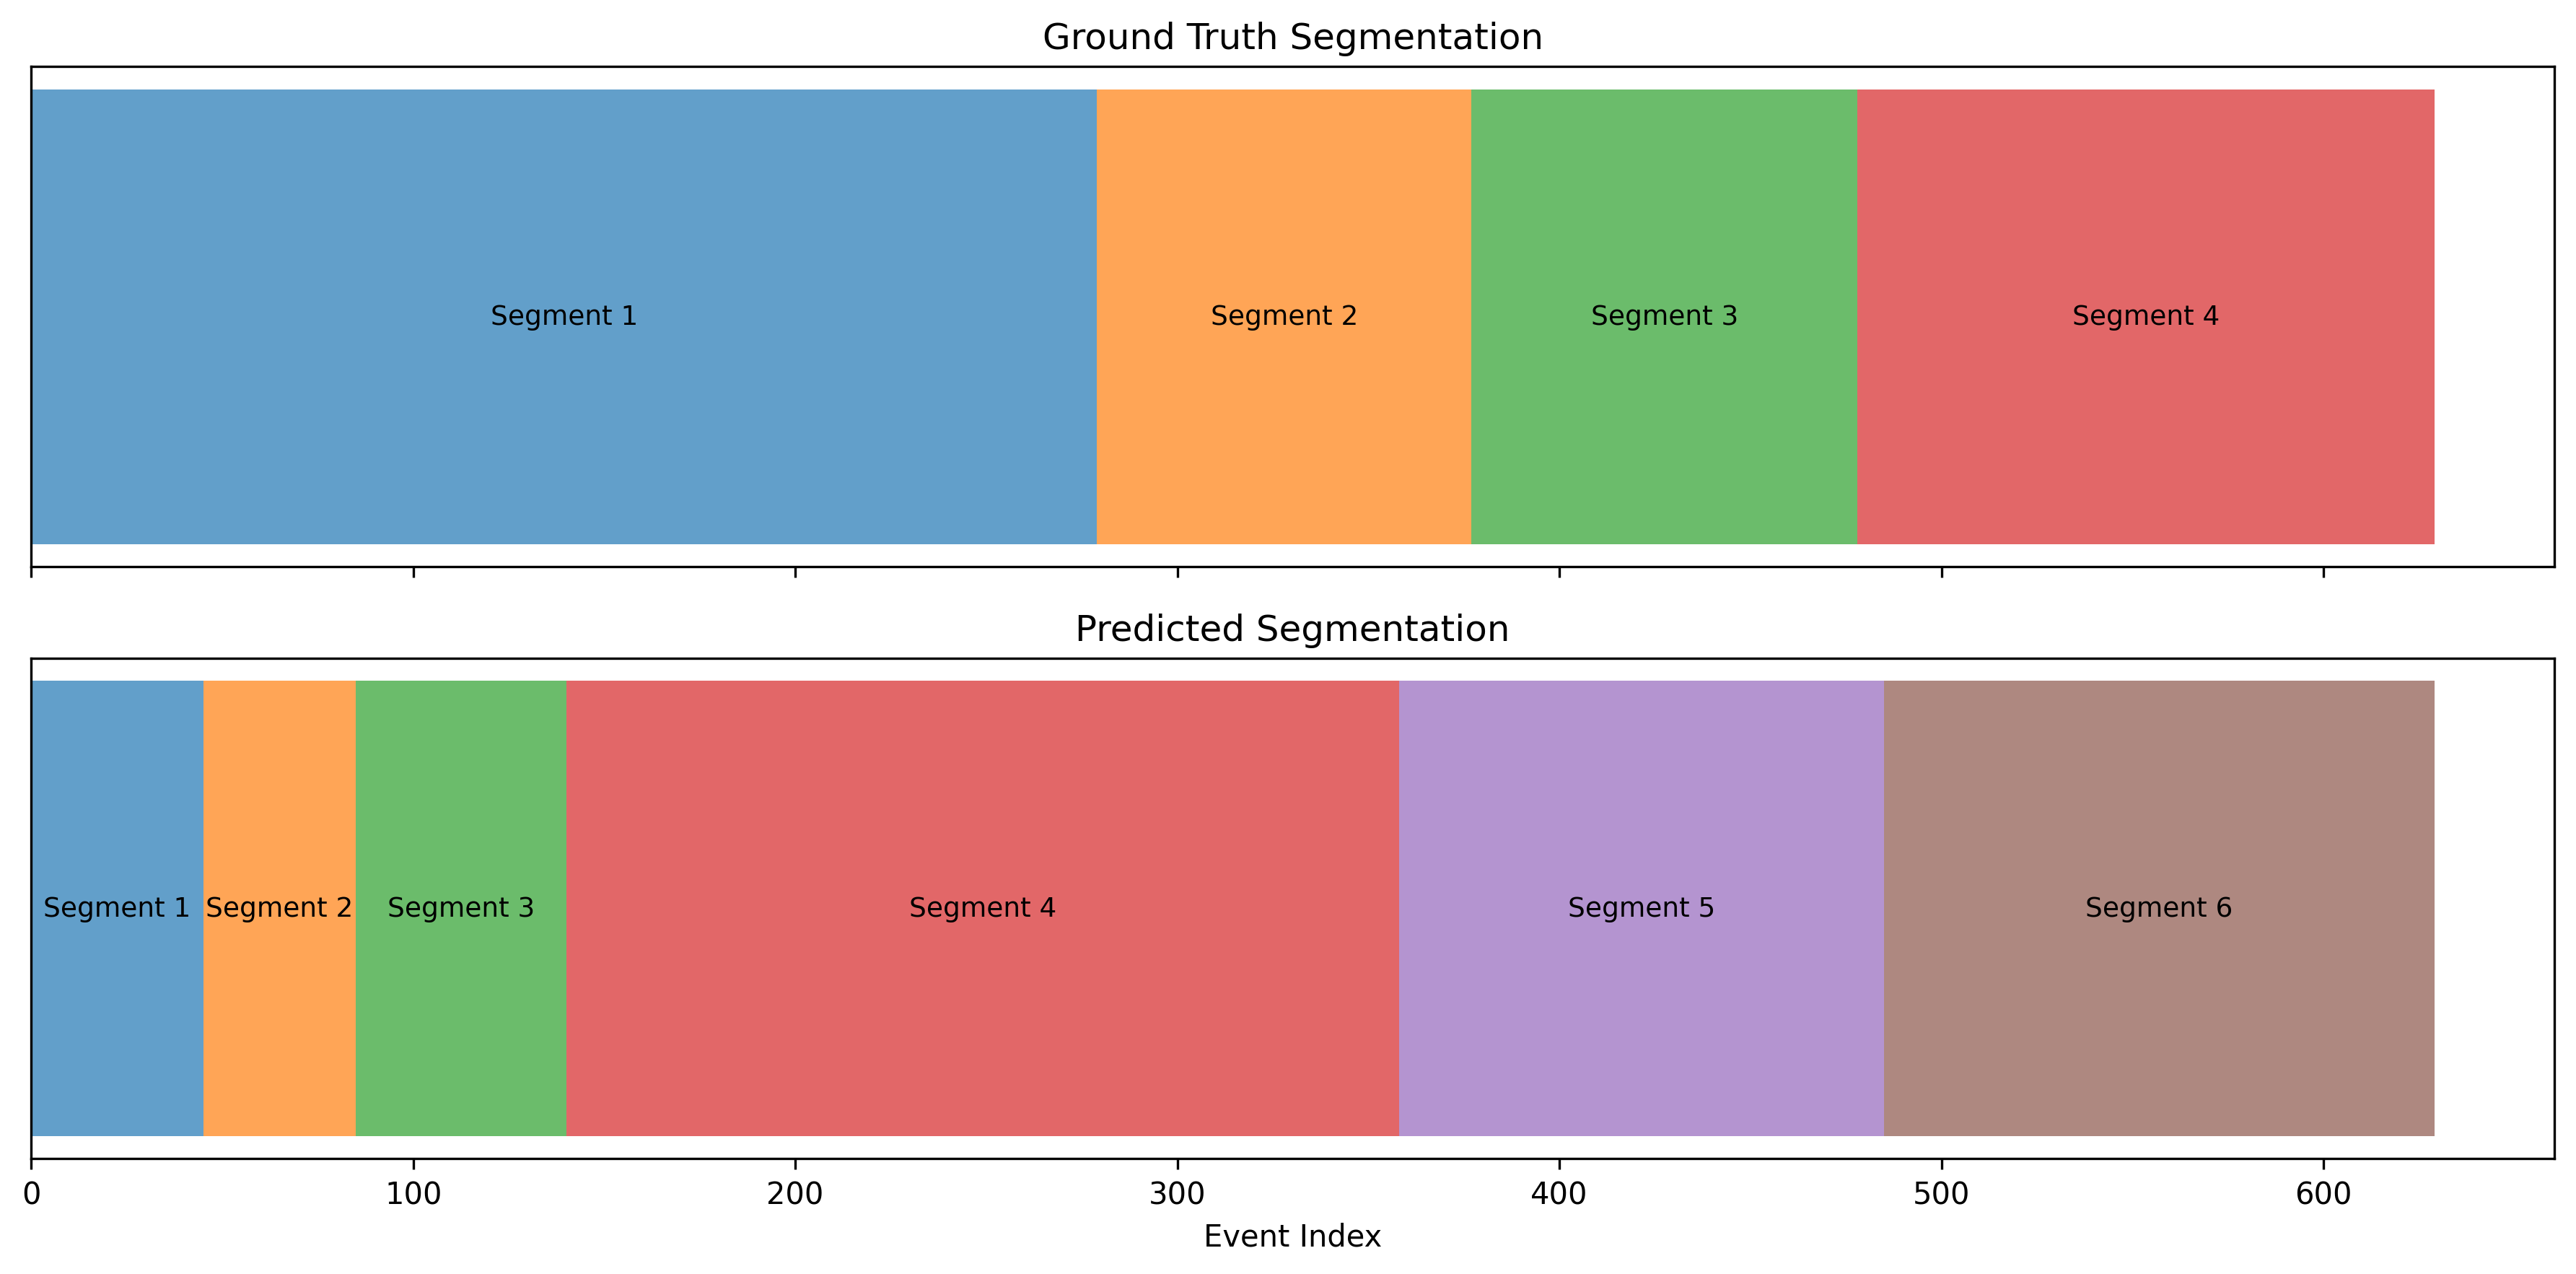 Ground Truth Segmentation
Segment 1 Segment 2 Segment 3 Segment 4
Predicted Segmentation
Segment 1 Segment 2 Segment 3 Segment 4 Segment 5 Segment 6
0 100 200 300 400 500 600
Event Index